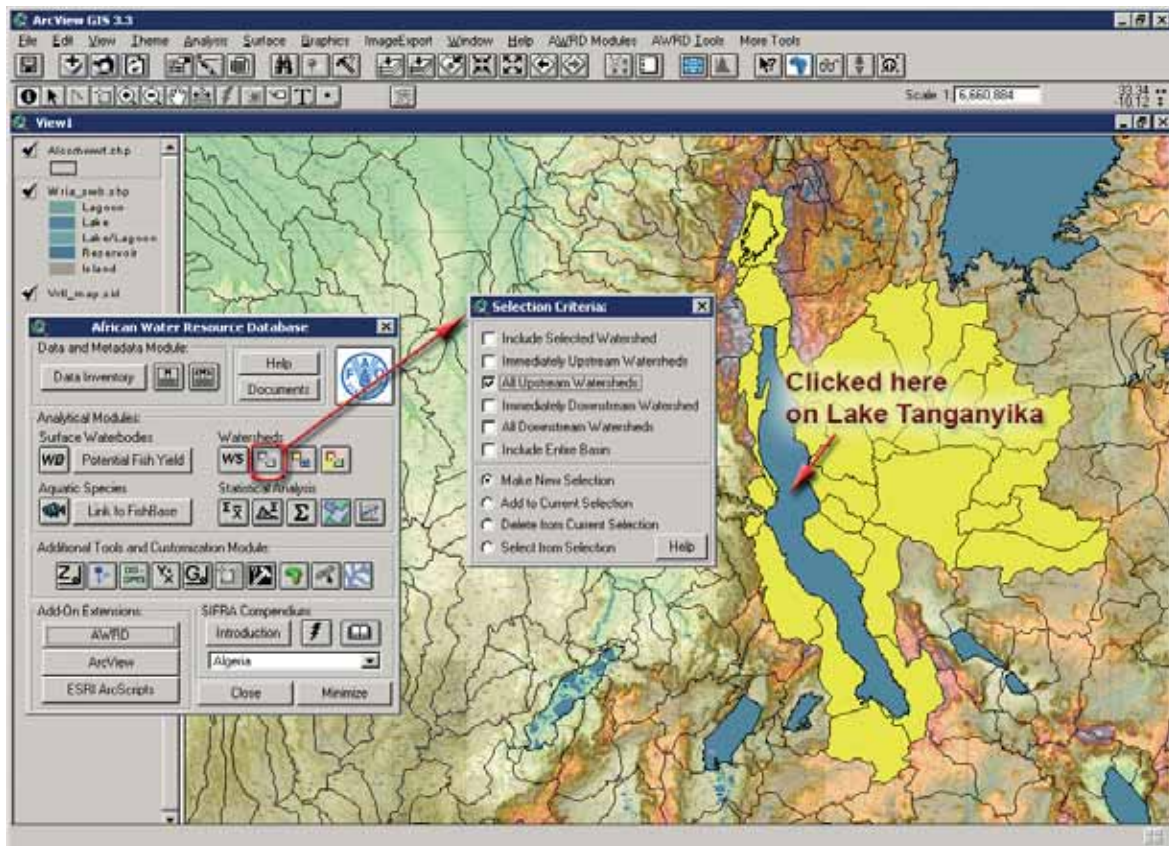 ArcView GIS 3.3
File Edit View Theme Analysis Surface Graphics ImageExport Window Help AWRD Modules AWRD Tools More Tools
Scale 1: 6,660,884
33.34
-10.12
View1
Lagoon
Lake
Lake/Lagoon
Reservoir
Island
African Water Resource Database
Data and Metadata Module:
Data Inventory
Help
Documents
Analytical Modules:
Surface Waterbodies
WB
Potential Fish Yield
Watersheds
WS
Aquatic Species
Link to FishBase
Statistical Analysis
Additional Tools and Customization Module:
Add-On Extensions:
AWRD
ArcView
ESRI ArcScripts
SIFRA Compendium
Introduction
Algeria
Close
Minimize
Selection Criteria:
Include Selected Watershed
Immediately Upstream Watersheds
All Upstream Watersheds
Immediately Downstream Watershed
All Downstream Watersheds
Include Entire Basin
Make New Selection
Add to Current Selection
Delete from Current Selection
Select from Selection
Help
Clicked here
on Lake Tanganyika